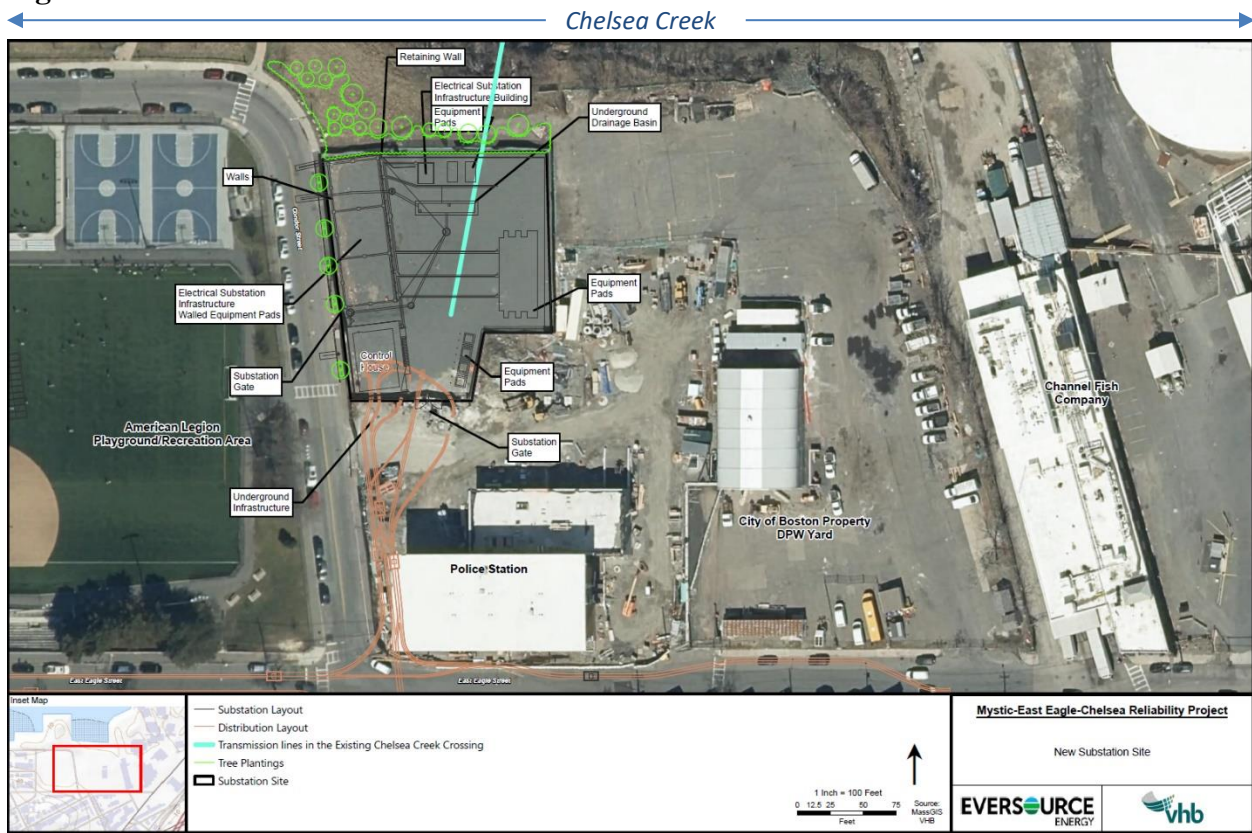 Chelsea Creek
Retaining Wall
Electrical Substation
Infrastructure Building
Equipment
Pads
Underground
Drainage Basin
Walls
Condor Street
Electrical Substation
Infrastructure
Walled Equipment Pads
Equipment
Pads
Control
House
Substation
Gate
Equipment
Pads
Channel Fish
Company
American Legion
Playground/Recreation Area
Substation
Gate
Underground
Infrastructure
City of Boston Property
DPW Yard
Police Station
East Eagle Street
East Eagle Street
Inset Map
Substation Layout
Distribution Layout
Transmission lines in the Existing Chelsea Creek Crossing
Tree Plantings
Substation Site
1 Inch = 100 Feet
0 12.5 25 50 75
Feet
Source:
MassGIS
VHB
Mystic-East Eagle-Chelsea Reliability Project
New Substation Site
EVERSOURCE
ENERGY
vhb